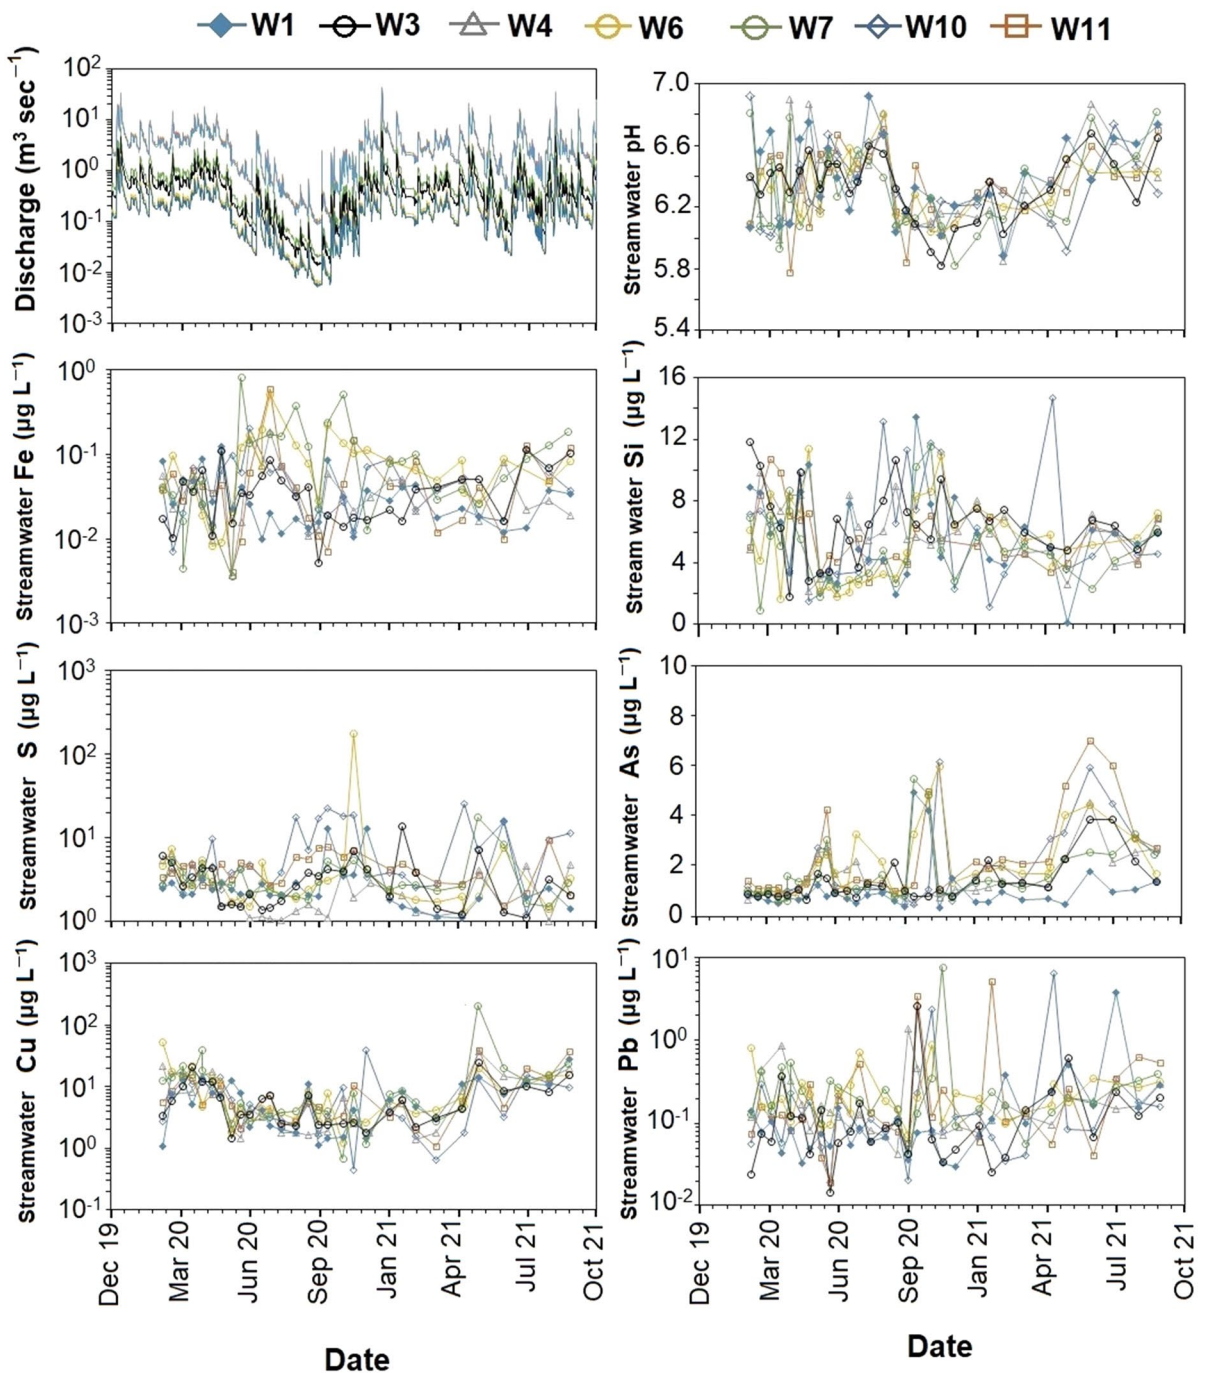 W1 W3 W4 W6 W7 W10 W11
Discharge (m³ sec⁻¹)
10² 10¹ 10⁰ 10⁻¹ 10⁻² 10⁻³
Streamwater pH
7.0 6.6 6.2 5.8 5.4
Streamwater Fe (µg L⁻¹)
10⁰ 10⁻¹ 10⁻² 10⁻³
Stream water Si (µg L⁻¹)
16 12 8 4 0
Streamwater S (µg L⁻¹)
10³ 10² 10¹ 10⁰
Streamwater As (µg L⁻¹)
10 8 6 4 2 0
Streamwater Cu (µg L⁻¹)
10³ 10² 10¹ 10⁰ 10⁻¹
Streamwater Pb (µg L⁻¹)
10¹ 10⁰ 10⁻¹ 10⁻²
Dec 19 Mar 20 Jun 20 Sep 20 Jan 21 Apr 21 Jul 21 Oct 21
Dec 19 Mar 20 Jun 20 Sep 20 Jan 21 Apr 21 Jul 21 Oct 21
Date
Date